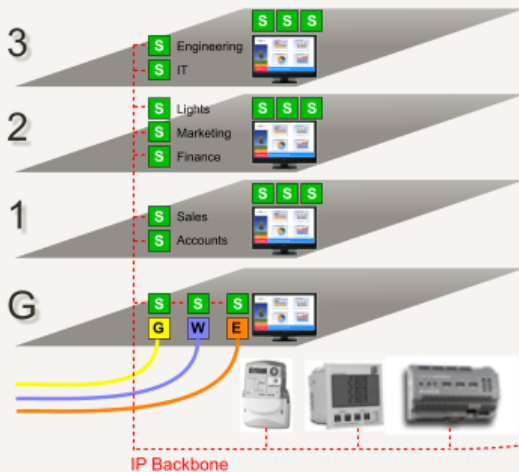 3
S S S
S Engineering
S IT
2
S Lights
S S S
S Marketing
S Finance
1
S S S
S Sales
S Accounts
G
S S S
G W E
IP Backbone